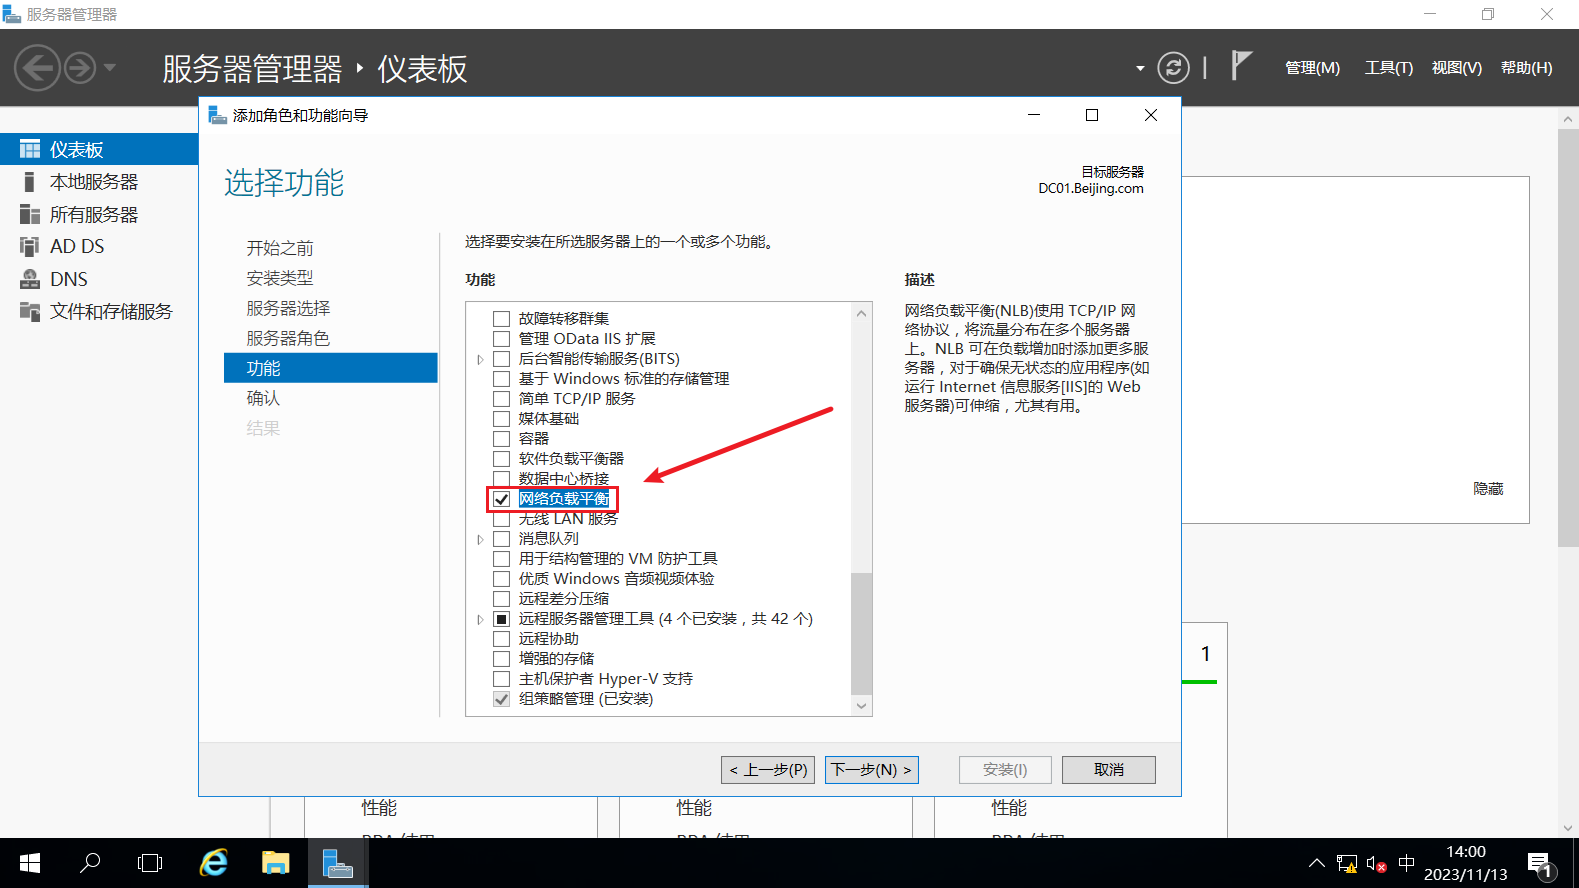 服务器管理器
服务器管理器 ‣ 仪表板
管理(M) 工具(T) 视图(V) 帮助(H)
仪表板
本地服务器
所有服务器
AD DS
DNS
文件和存储服务
添加角色和功能向导
选择功能
目标服务器
DC01.Beijing.com
开始之前
安装类型
服务器选择
服务器角色
功能
确认
结果
选择要安装在所选服务器上的一个或多个功能。
功能
故障转移群集
管理 OData IIS 扩展
后台智能传输服务(BITS)
基于 Windows 标准的存储管理
简单 TCP/IP 服务
媒体基础
容器
软件负载平衡器
数据中心桥接
网络负载平衡
无线 LAN 服务
消息队列
用于结构管理的 VM 防护工具
优质 Windows 音频视频体验
远程差分压缩
远程服务器管理工具 (4 个已安装，共 42 个)
远程协助
增强的存储
主机保护者 Hyper-V 支持
组策略管理 (已安装)
描述
网络负载平衡(NLB)使用 TCP/IP 网
络协议，将流量分布在多个服务器
上。NLB 可在负载增加时添加更多服
务器，对于确保无状态的应用程序(如
运行 Internet 信息服务[IIS]的 Web
服务器)可伸缩，尤其有用。
隐藏
1
< 上一步(P) 下一步(N) > 安装(I) 取消
性能 性能 性能
中
14:00
2023/11/13
1